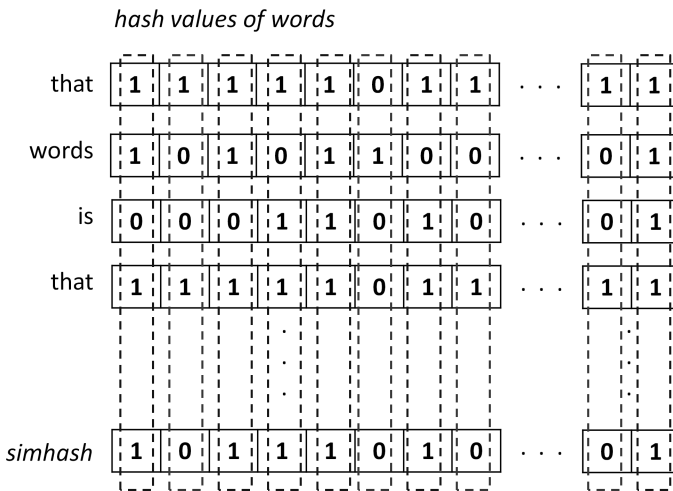 hash values of words
that 1 1 1 1 1 0 1 1 . . . 1 1
words 1 0 1 0 1 1 0 0 . . . 0 1
is 0 0 0 1 1 0 1 0 . . . 0 1
that 1 1 1 1 1 0 1 1 . . . 1 1
. .
. .
. .
simhash 1 0 1 1 1 0 1 0 . . . 0 1